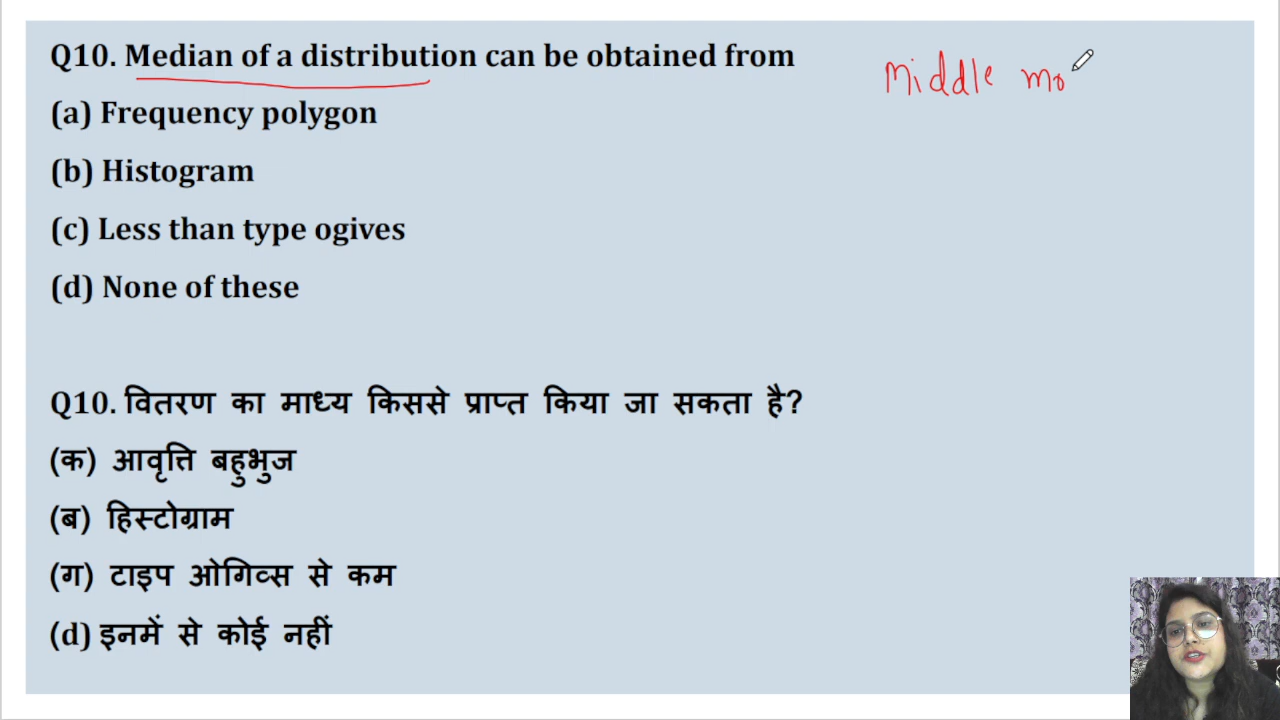 Q10. Median of a distribution can be obtained from
Middle mo
(a) Frequency polygon
(b) Histogram
(c) Less than type ogives
(d) None of these
Q10. वितरण का माध्य किससे प्राप्त किया जा सकता है?
(क) आवृत्ति बहुभुज
(ब) हिस्टोग्राम
(ग) टाइप ओगिव्स से कम
(d) इनमें से कोई नहीं